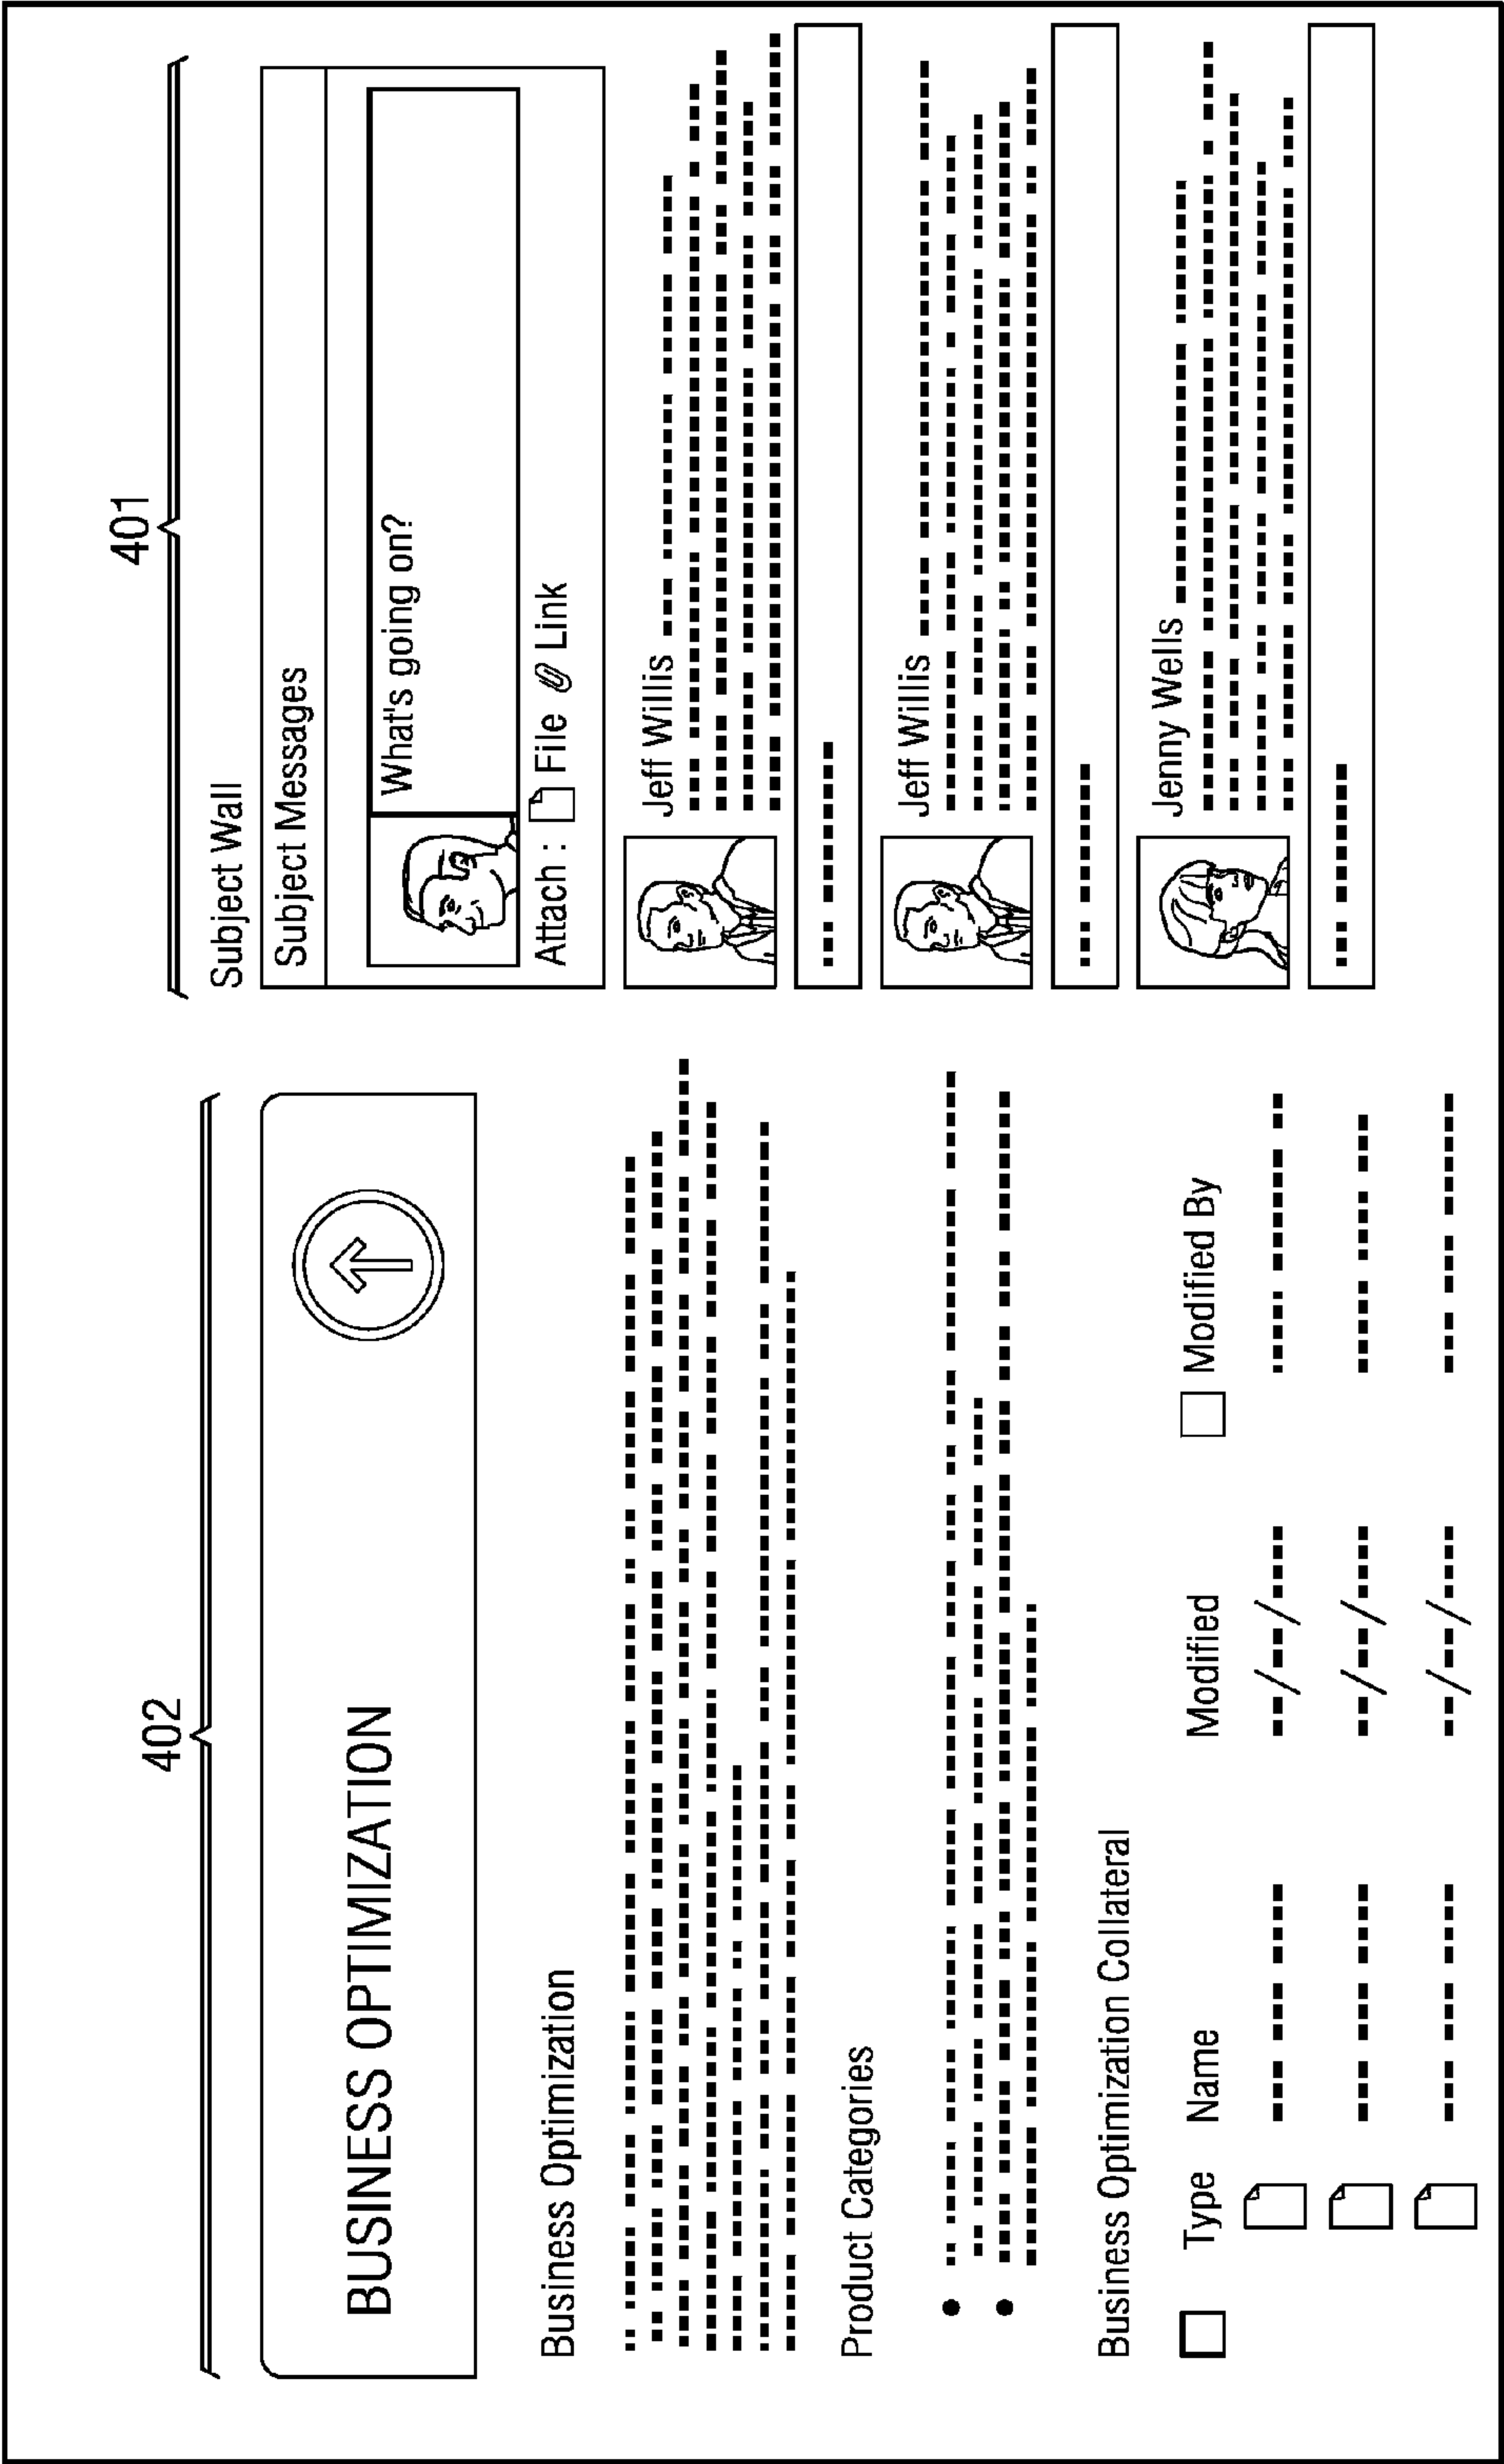 402
BUSINESS OPTIMIZATION
Business Optimization
Product Categories
Business Optimization Collateral
Type Name Modified Modified By
401
Subject Wall
Subject Messages
What's going on?
Attach : File Link
Jeff Willis
Jeff Willis
Jenny Wells